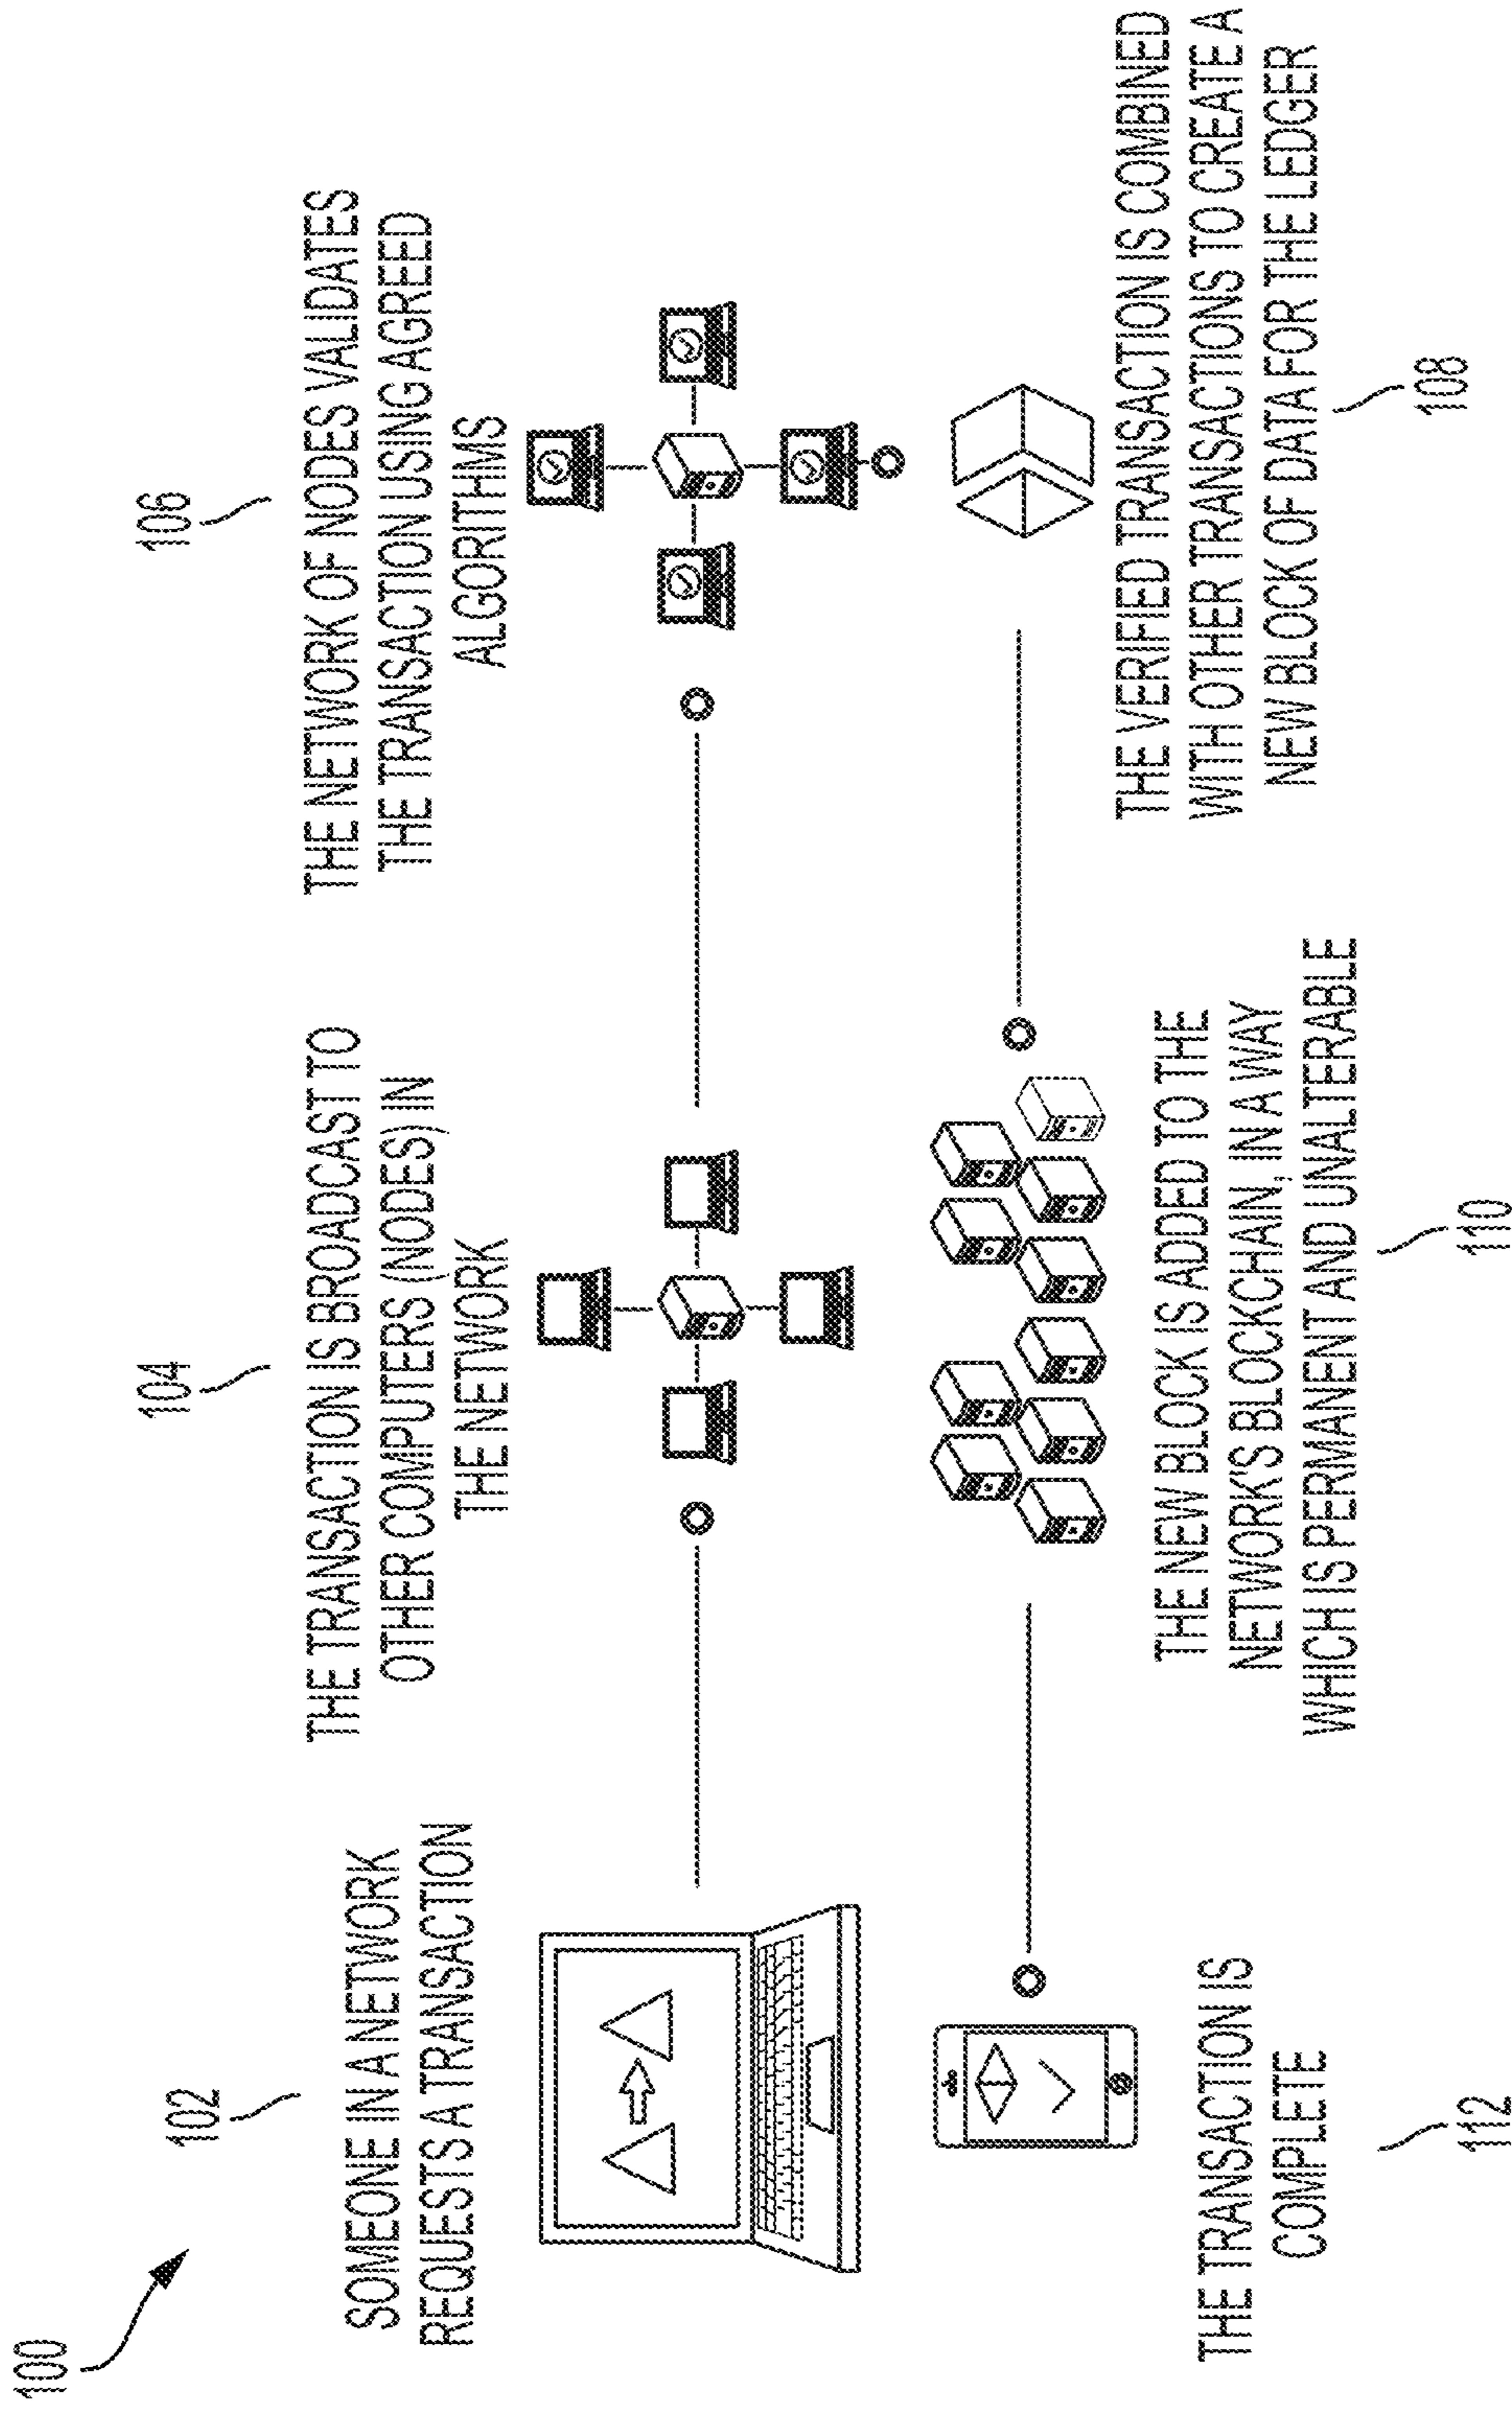 100
102
SOMEONE IN A NETWORK
REQUESTS A TRANSACTION
104
THE TRANSACTION IS BROADCAST TO
OTHER COMPUTERS (NODES) IN
THE NETWORK
106
THE NETWORK OF NODES VALIDATES
THE TRANSACTION USING AGREED
ALGORITHMS
THE VERIFIED TRANSACTION IS COMBINED
WITH OTHER TRANSACTIONS TO CREATE A
NEW BLOCK OF DATA FOR THE LEDGER
108
THE NEW BLOCK IS ADDED TO THE
NETWORK'S BLOCKCHAIN, IN A WAY
WHICH IS PERMANENT AND UNALTERABLE
110
THE TRANSACTION IS
COMPLETE
112